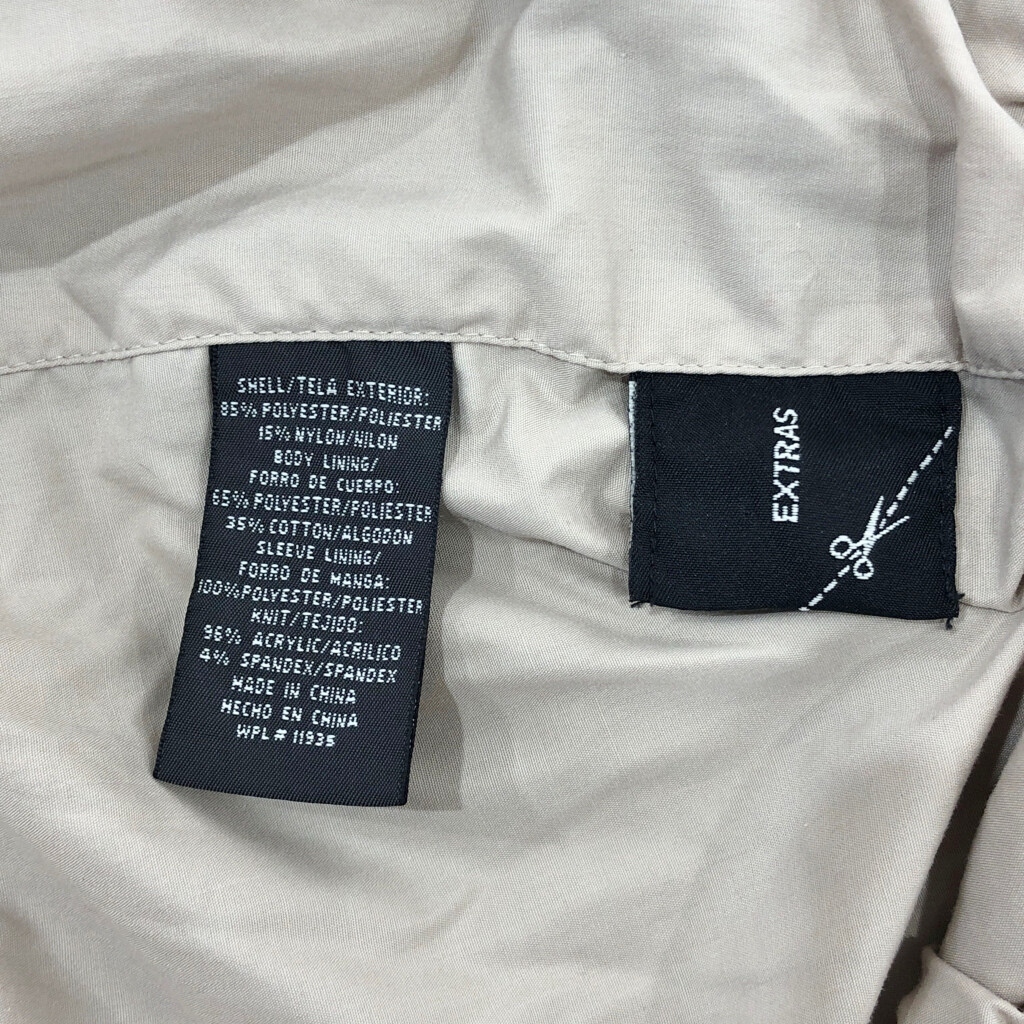 SHELL/TELA EXTERIOR:
85% POLYESTER/POLIESTER
15% NYLON/NILON
BODY LINING/
FORRO DE CUERPO:
65% POLYESTER/POLIESTER
35% COTTON/ALGODON
SLEEVE LINING/
FORRO DE MANGA:
100% POLYESTER/POLIESTER
KNIT/TEJIDO:
96% ACRYLIC/ACRILICO
4% SPANDEX/SPANDEX
MADE IN CHINA
HECHO EN CHINA
WPL # 11935
EXTRAS